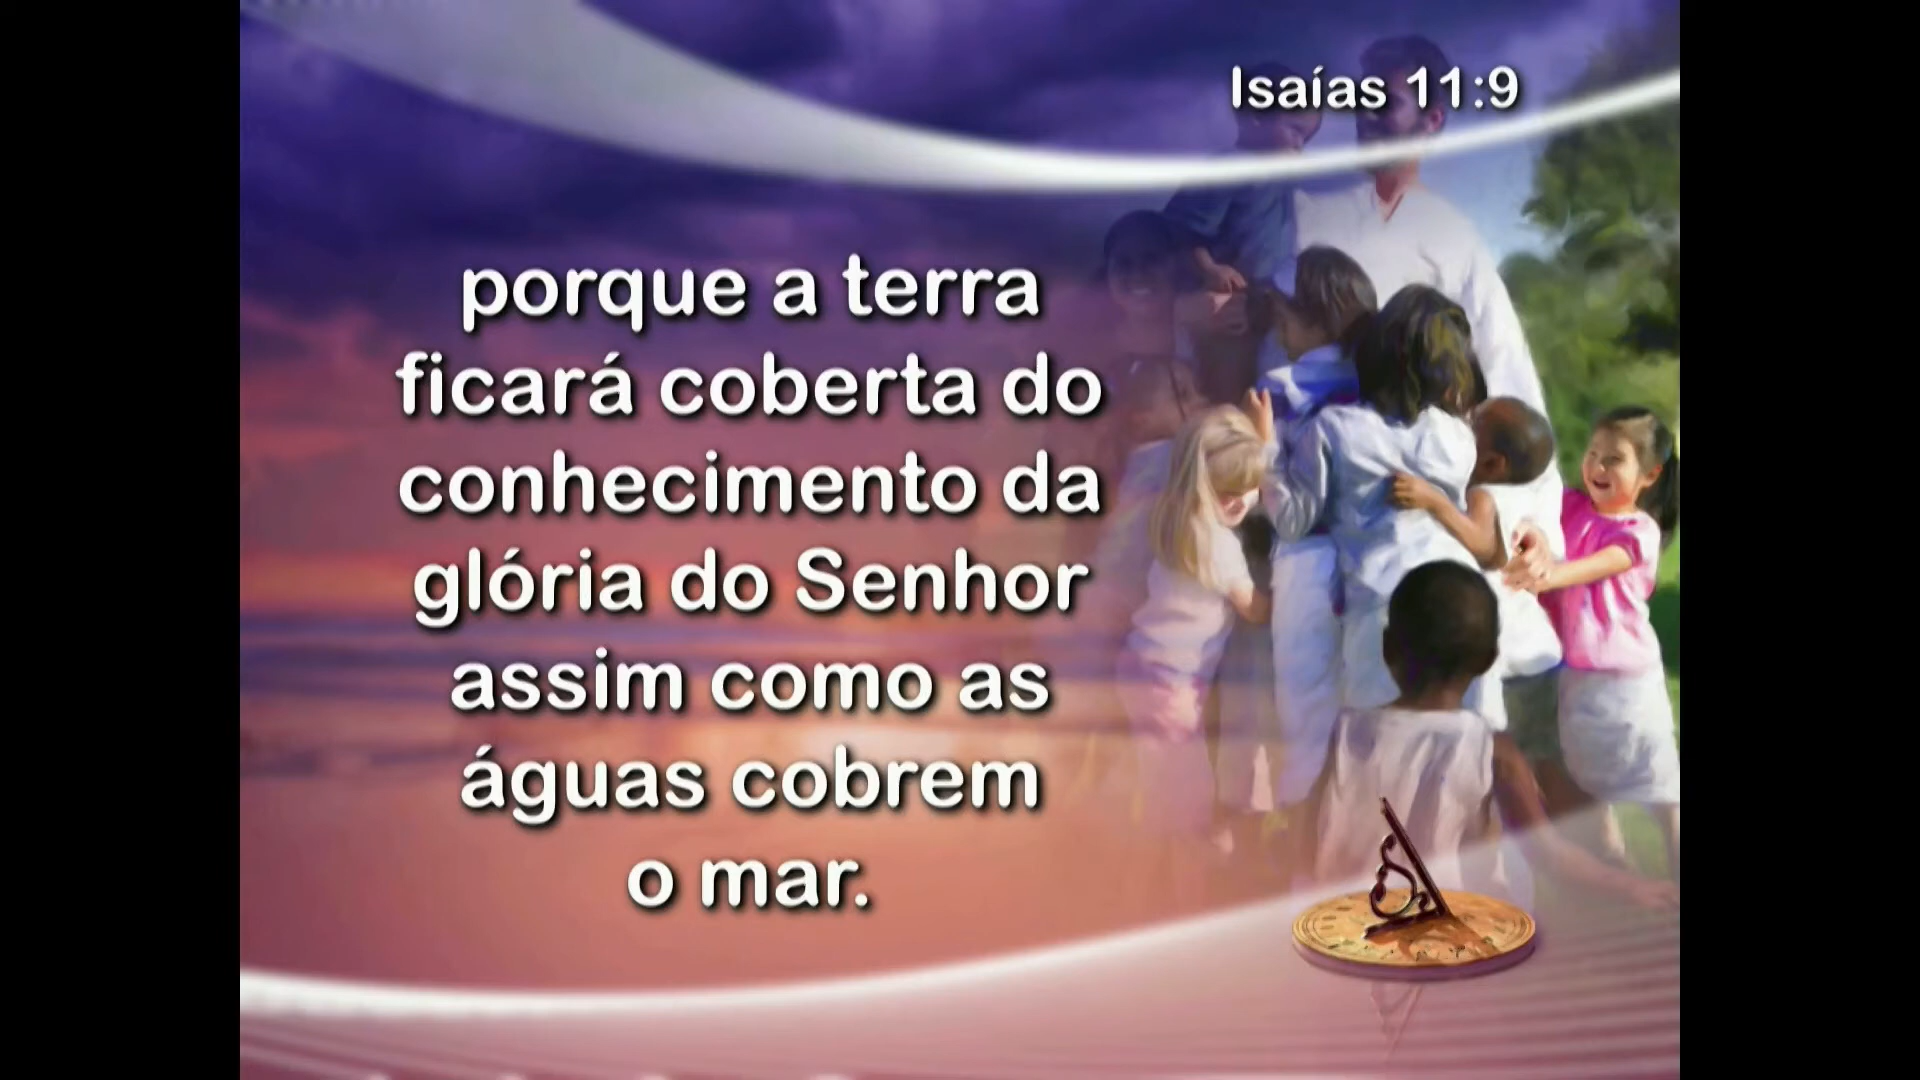 Isaías 11:9
porque a terra
ficará coberta do
conhecimento da
glória do Senhor
assim como as
águas cobrem
o mar.